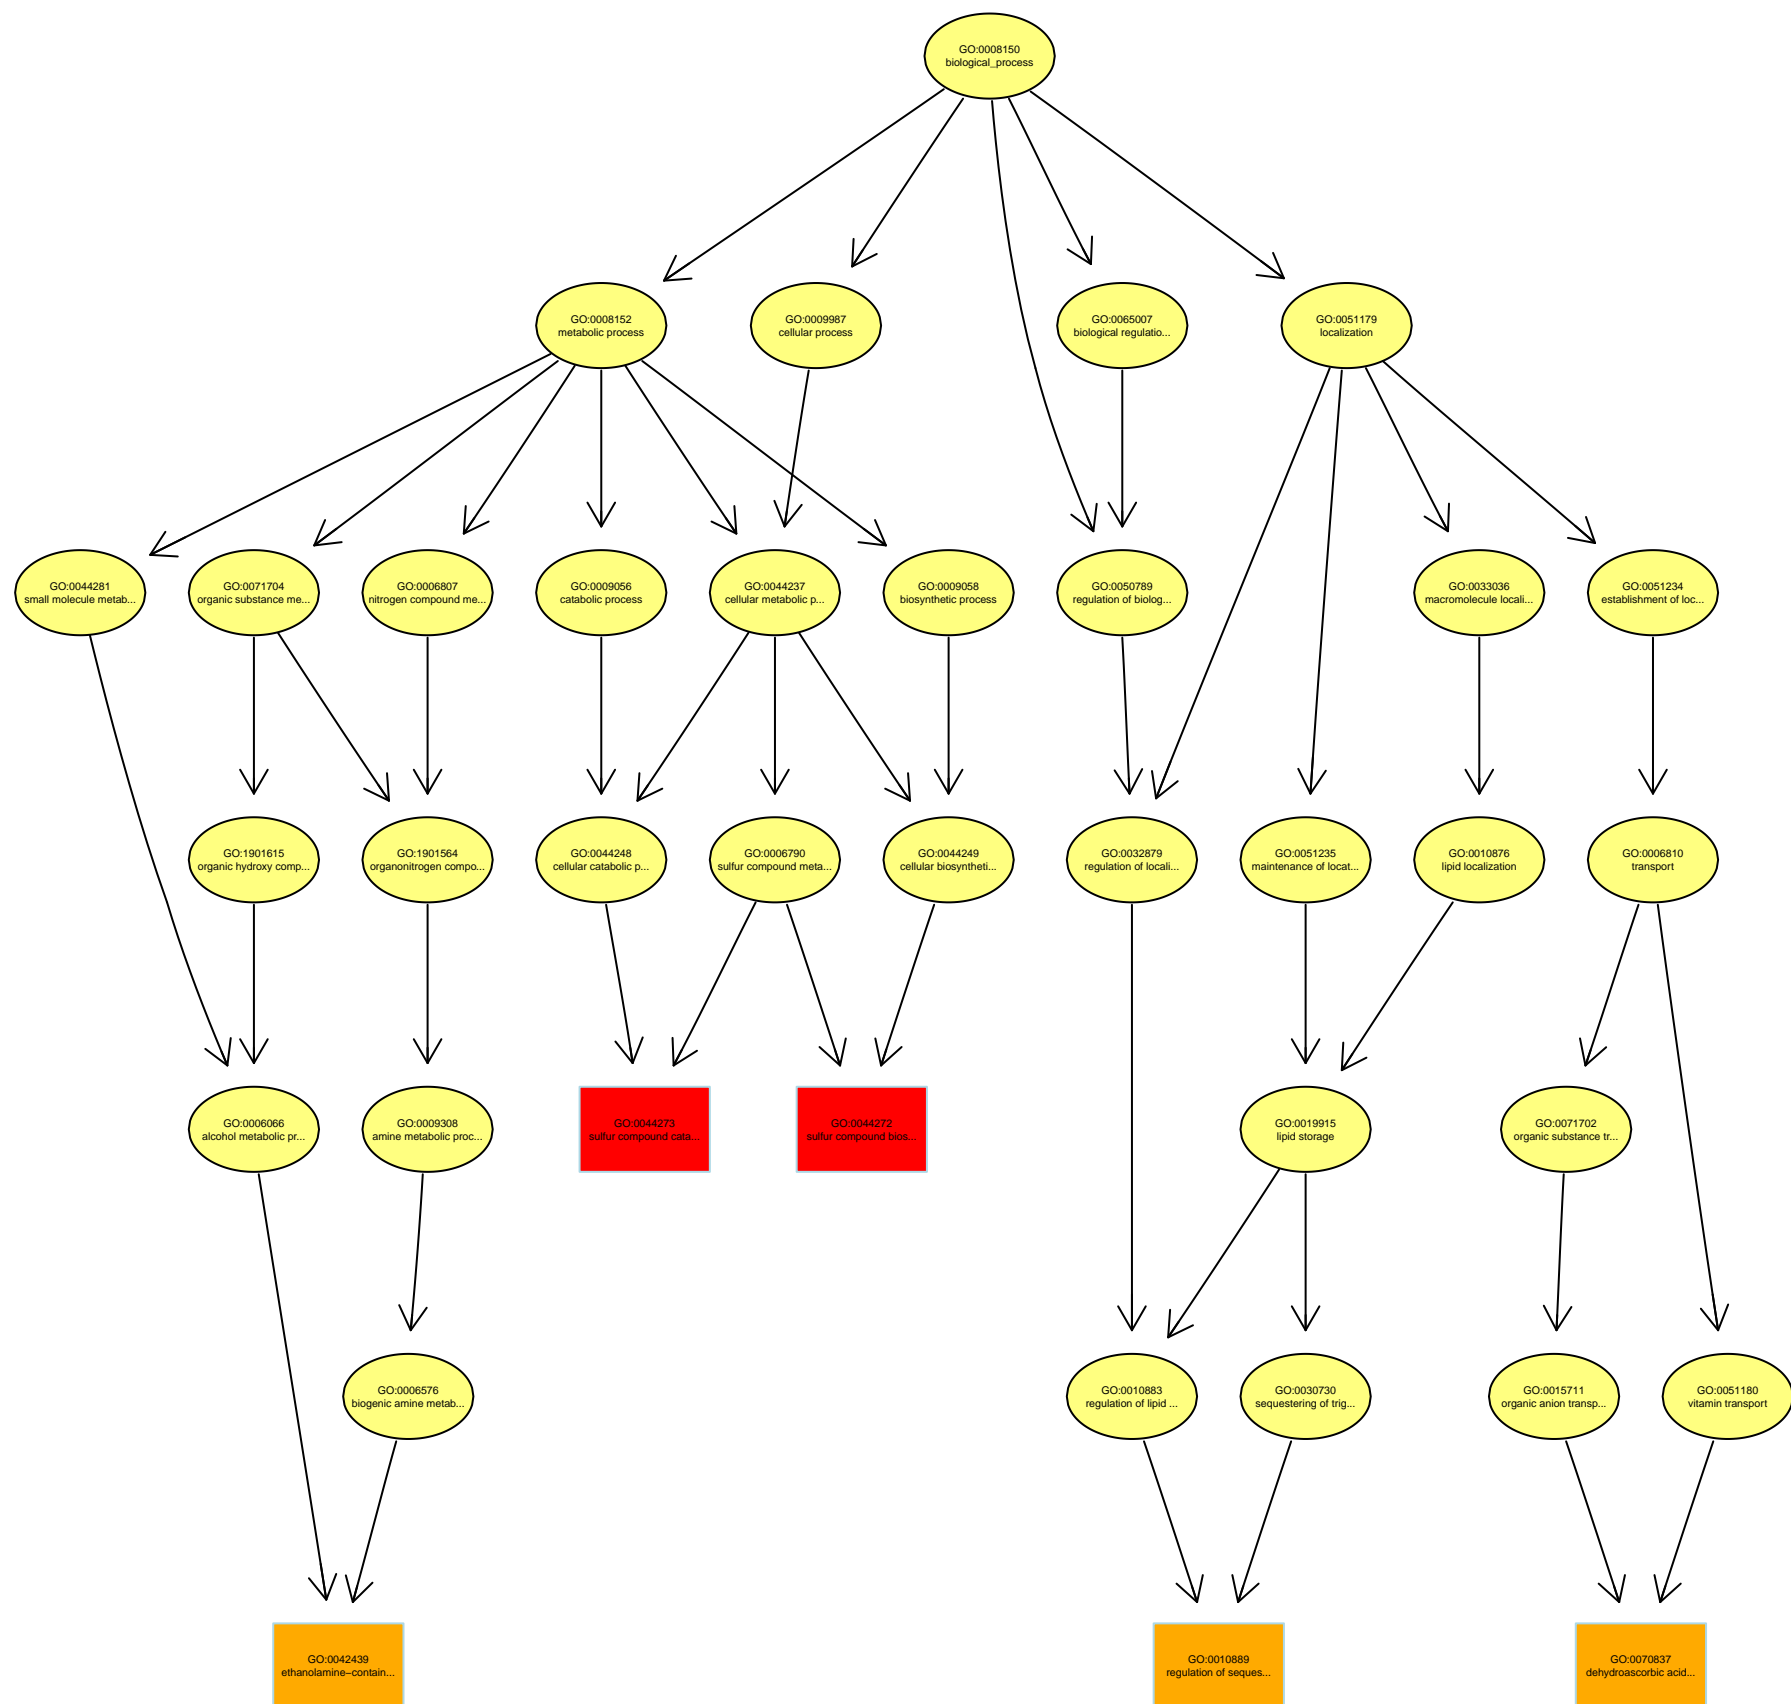 GO:0008150
biological_process
GO:0008152
metabolic process
GO:0009987
cellular process
GO:0065007
biological regulatio...
GO:0051179
localization
GO:0044281
small molecule metab...
GO:0071704
organic substance me...
GO:0006807
nitrogen compound me...
GO:0009056
catabolic process
GO:0044237
cellular metabolic p...
GO:0009058
biosynthetic process
GO:0050789
regulation of biolog...
GO:0033036
macromolecule locali...
GO:0051234
establishment of loc...
GO:1901615
organic hydroxy comp...
GO:1901564
organonitrogen compo...
GO:0044248
cellular catabolic p...
GO:0006790
sulfur compound meta...
GO:0044249
cellular biosyntheti...
GO:0032879
regulation of locali...
GO:0051235
maintenance of locat...
GO:0010876
lipid localization
GO:0006810
transport
GO:0006066
alcohol metabolic pr...
GO:0009308
amine metabolic proc...
GO:0044273
sulfur compound cata...
GO:0044272
sulfur compound bios...
GO:0019915
lipid storage
GO:0071702
organic substance tr...
GO:0006576
biogenic amine metab...
GO:0010883
regulation of lipid ...
GO:0030730
sequestering of trig...
GO:0015711
organic anion transp...
GO:0051180
vitamin transport
GO:0042439
ethanolamine−contain...
GO:0010889
regulation of seques...
GO:0070837
dehydroascorbic acid...